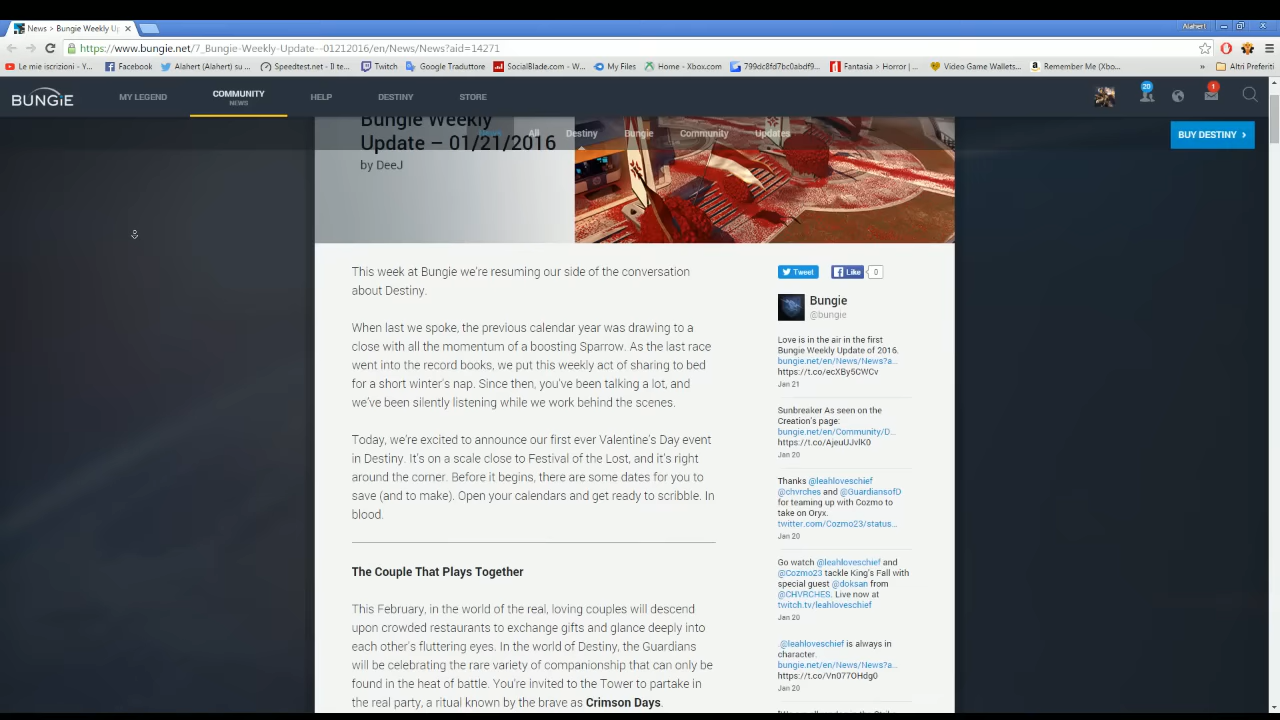 News > Bungie Weekly Up
Alahert
https://www.bungie.net/7_Bungie-Weekly-Update--01212016/en/News/News?aid=14271
Le mie iscrizioni - Yo...
Facebook
Alahert (Alahert) su ...
Speedtest.net - Il te...
Twitch
Google Traduttore
SocialBlade.com - W...
My Files
Home - Xbox.com
799dc8fd7bc0abdf9...
Fantasia > Horror | ...
Video Game Wallets...
Remember Me (Xbo...
Altri Preferiti
BUNGiE
MY LEGEND
COMMUNITY
NEWS
HELP
DESTINY
STORE
20
1
All
Destiny
Bungie
Community
Updates
BUY DESTINY
Bungie Weekly
Update – 01/21/2016
by DeeJ
This week at Bungie we're resuming our side of the conversation
about Destiny.
When last we spoke, the previous calendar year was drawing to a
close with all the momentum of a boosting Sparrow. As the last race
went into the record books, we put this weekly act of sharing to bed
for a short winter's nap. Since then, you've been talking a lot, and
we've been silently listening while we work behind the scenes.
Today, we're excited to announce our first ever Valentine's Day event
in Destiny. It's on a scale close to Festival of the Lost, and it's right
around the corner. Before it begins, there are some dates for you to
save (and to make). Open your calendars and get ready to scribble. In
blood.
The Couple That Plays Together
This February, in the world of the real, loving couples will descend
upon crowded restaurants to exchange gifts and glance deeply into
each other's fluttering eyes. In the world of Destiny, the Guardians
will be celebrating the rare variety of companionship that can only be
found in the heat of battle. You're invited to the Tower to partake in
the real party, a ritual known by the brave as Crimson Days.
Tweet
Like
0
Bungie
@bungie
Love is in the air in the first
Bungie Weekly Update of 2016.
bungie.net/en/News/News?a...
https://t.co/ecXBy5CWCv
Jan 21
Sunbreaker As seen on the
Creation's page:
bungie.net/en/Community/D...
https://t.co/AjeuUJvlK0
Jan 20
Thanks @leahloveschief
@chvrches and @GuardiansofD
for teaming up with Cozmo to
take on Oryx.
twitter.com/Cozmo23/status...
Jan 20
Go watch @leahloveschief and
@Cozmo23 tackle King's Fall with
special guest @doksan from
@CHVRCHES. Live now at
twitch.tv/leahloveschief
Jan 20
.@leahloveschief is always in
character.
bungie.net/en/News/News?a...
https://t.co/Vn077OHdg0
Jan 20